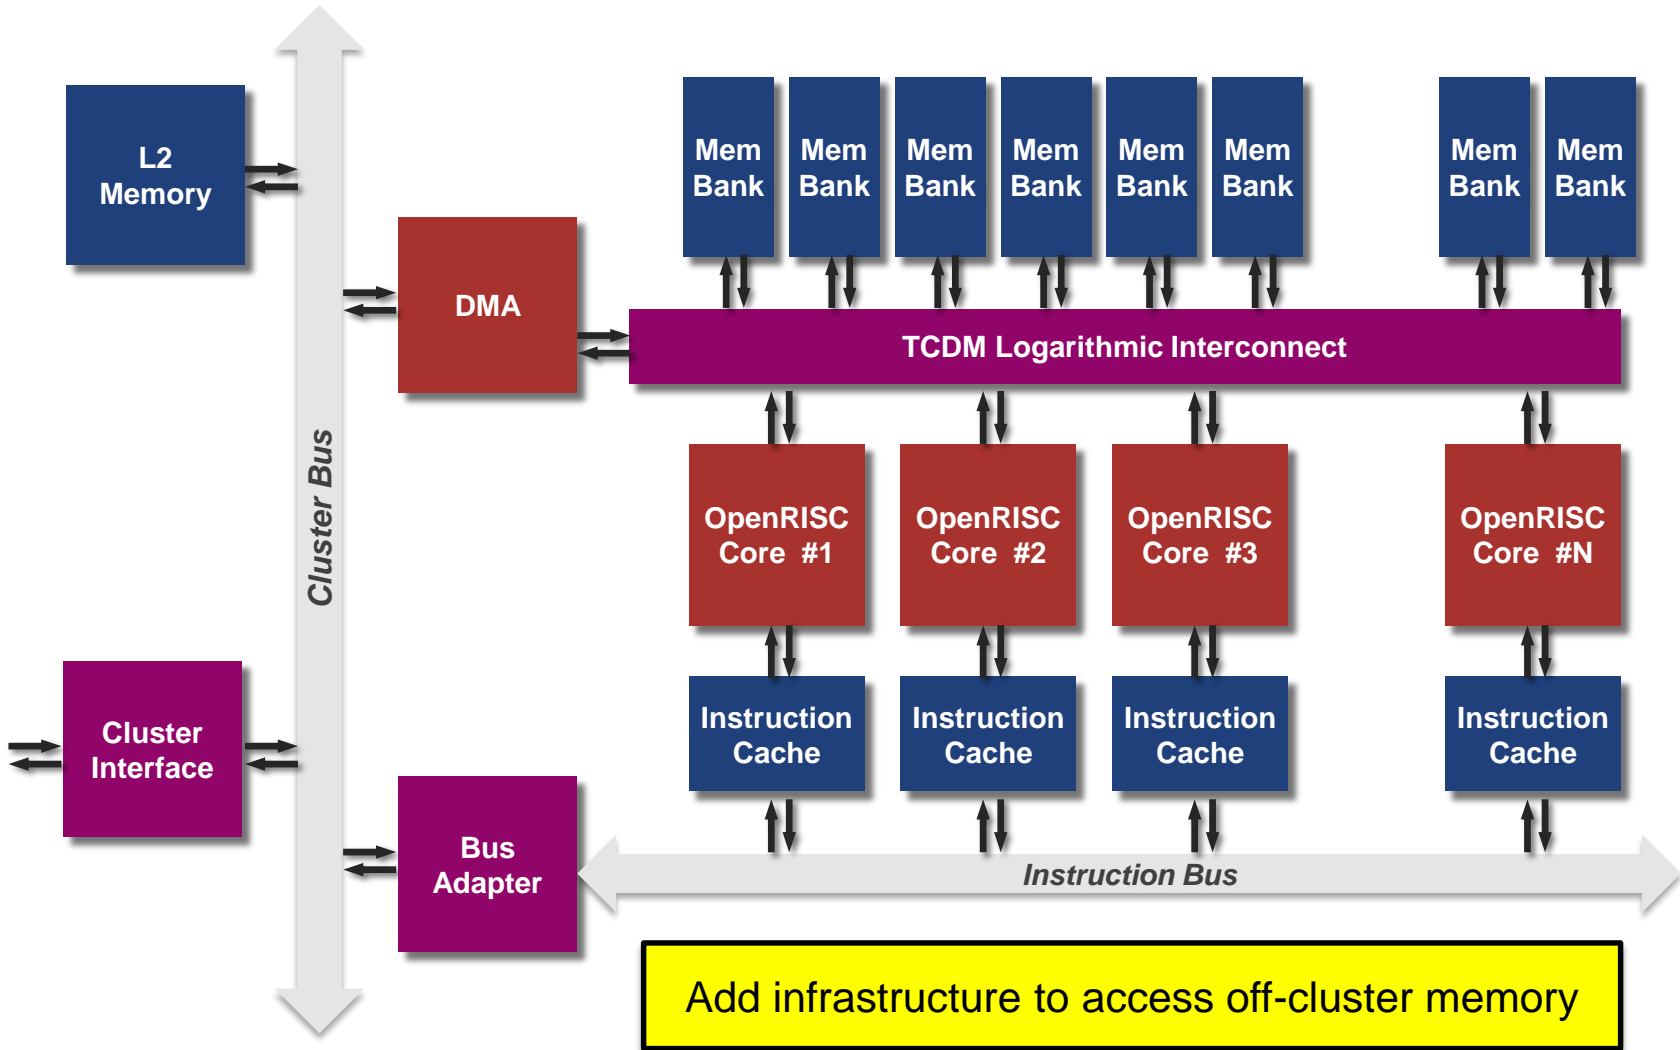 L2
Memory
Mem
Bank
Mem
Bank
Mem
Bank
Mem
Bank
Mem
Bank
Mem
Bank
Mem
Bank
Mem
Bank
DMA
TCDM Logarithmic Interconnect
Cluster Bus
OpenRISC
Core #1
OpenRISC
Core #2
OpenRISC
Core #3
OpenRISC
Core #N
Cluster
Interface
Instruction
Cache
Instruction
Cache
Instruction
Cache
Instruction
Cache
Bus
Adapter
Instruction Bus
Add infrastructure to access off-cluster memory